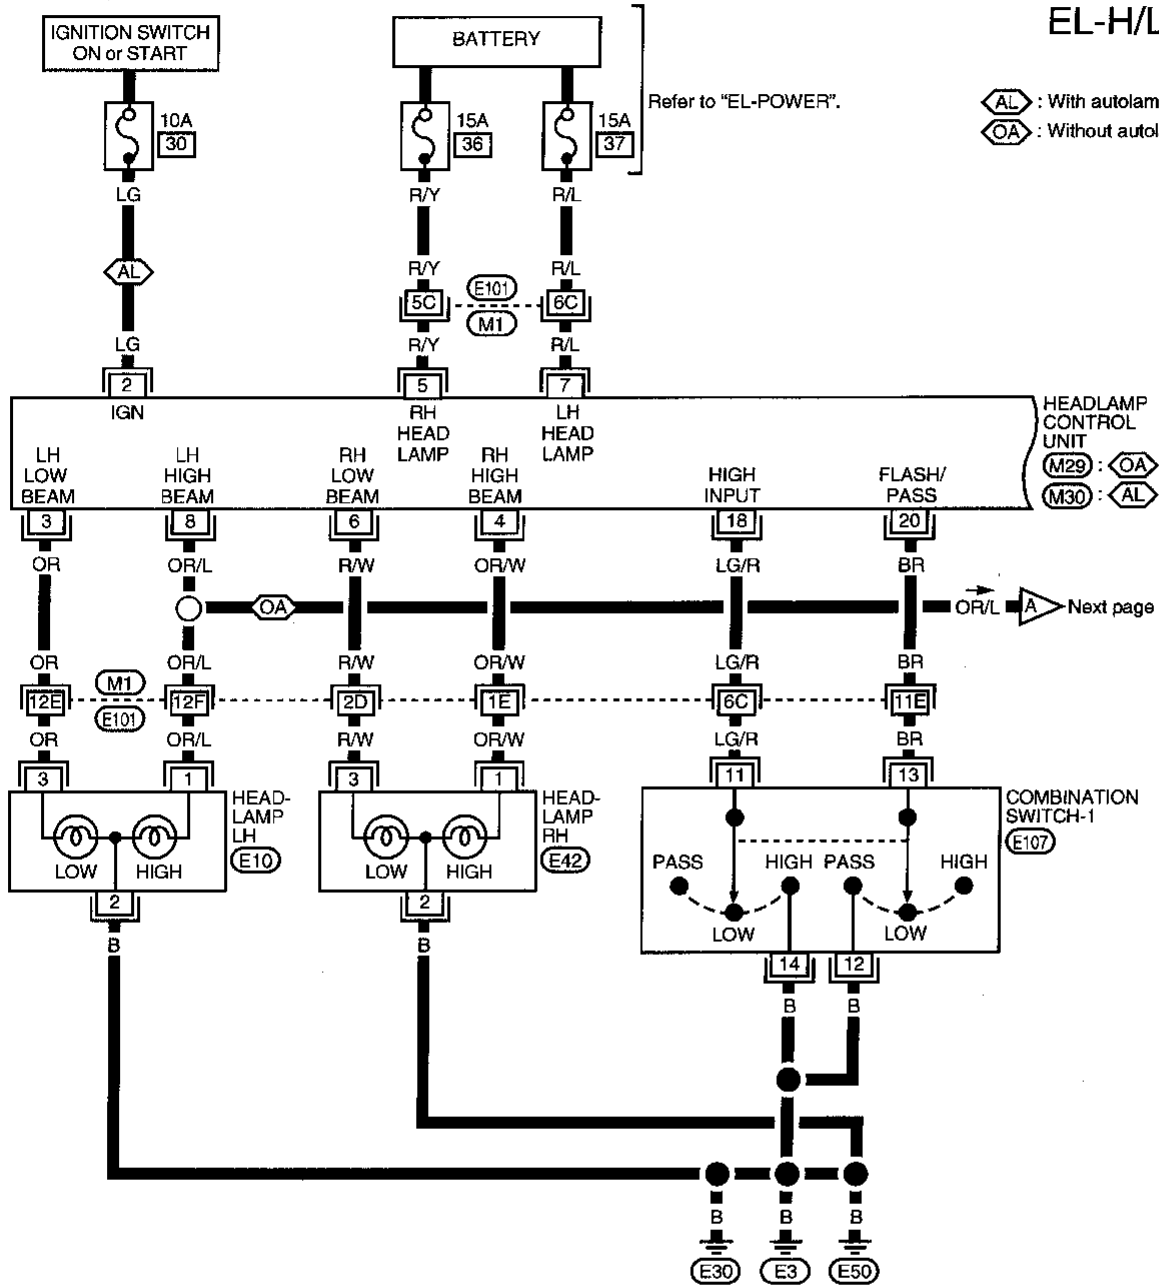 EL-H/L
IGNITION SWITCH
ON or START
BATTERY
Refer to "EL-POWER".
AL : With autolam
OA : Without autol
10A
30
15A
36
15A
37
LG
R/Y
R/L
AL
R/Y
R/L
5C
E101
M1
6C
LG
R/Y
R/L
2
5
7
IGN
RH
HEAD
LAMP
LH
HEAD
LAMP
HEADLAMP
CONTROL
UNIT
M29 : OA
M30 : AL
LH
LOW
BEAM
LH
HIGH
BEAM
RH
LOW
BEAM
RH
HIGH
BEAM
HIGH
INPUT
FLASH/
PASS
3
8
6
4
18
20
OR
OR/L
R/W
OR/W
LG/R
BR
OA
OR/L
A
Next page
OR
OR/L
R/W
OR/W
LG/R
BR
12E
M1
E101
12F
2D
1E
6C
11E
OR
OR/L
R/W
OR/W
LG/R
BR
3
1
3
1
11
13
HEAD-
LAMP
LH
E10
LOW
HIGH
HEAD-
LAMP
RH
E42
LOW
HIGH
COMBINATION
SWITCH-1
E107
PASS
HIGH
PASS
HIGH
LOW
LOW
2
2
14
12
B
B
B
B
B
B
B
E30
E3
E50